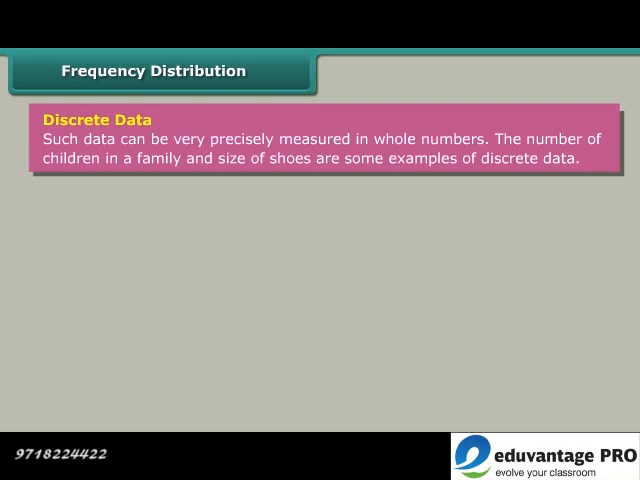 Frequency Distribution
Discrete Data
Such data can be very precisely measured in whole numbers. The number of
children in a family and size of shoes are some examples of discrete data.
9718224422
eduvantage PRO
evolve your classroom